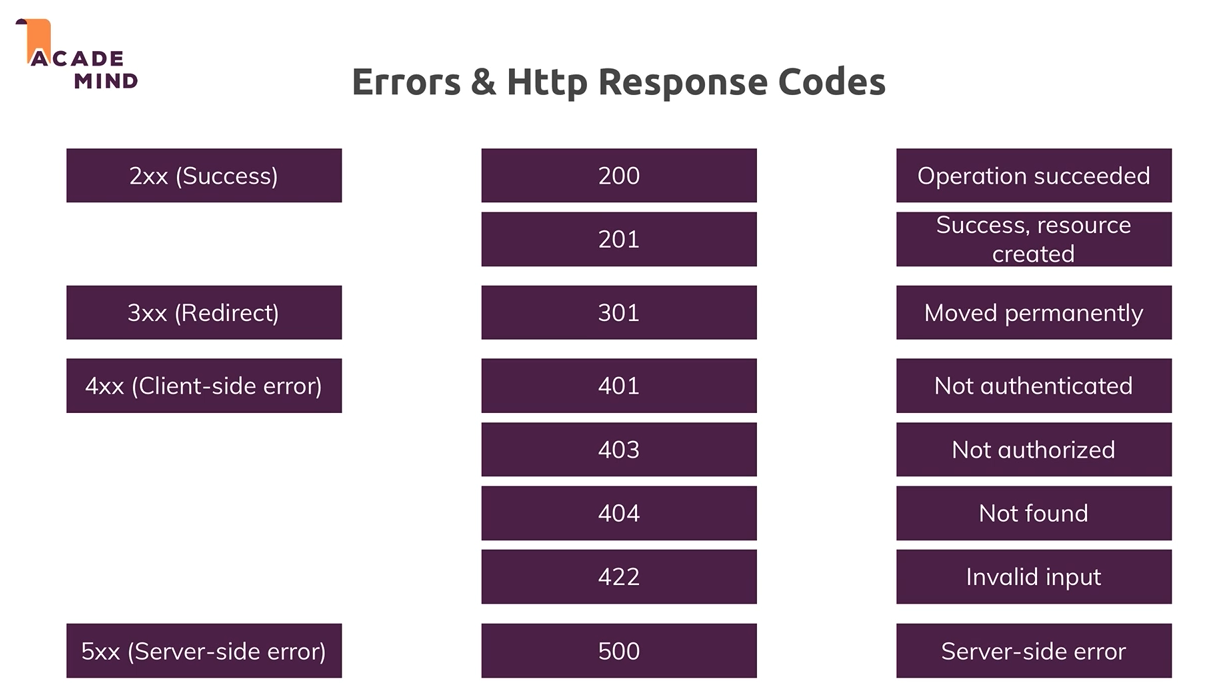 ACADE
MIND
Errors & Http Response Codes
2xx (Success)
200
Operation succeeded
201
Success, resource
created
3xx (Redirect)
301
Moved permanently
4xx (Client-side error)
401
Not authenticated
403
Not authorized
404
Not found
422
Invalid input
5xx (Server-side error)
500
Server-side error